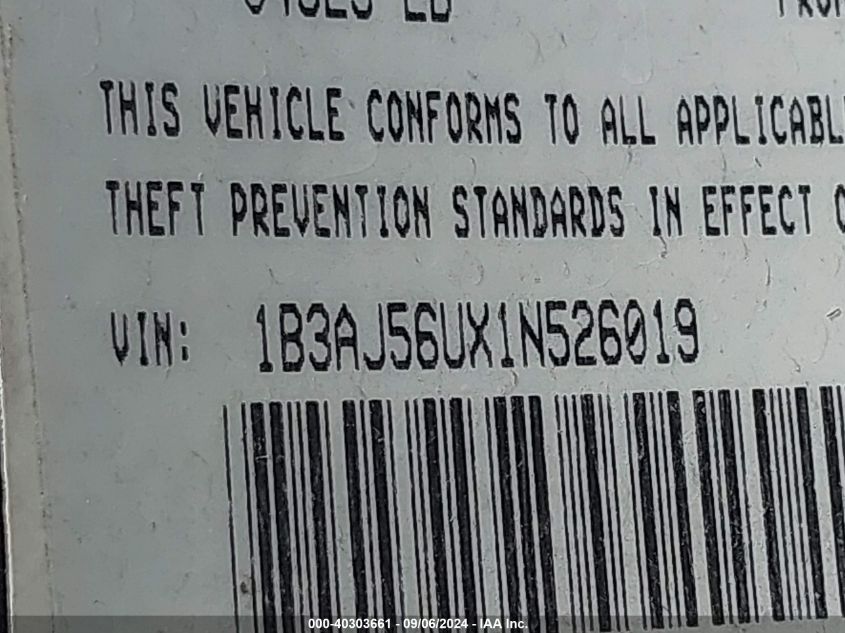 THIS VEHICLE CONFORMS TO ALL
THEFT PREVENTION STANDARDS IN EFFECT
VIN: 1B3AJ56UX1N526019
000-40303661 - 09/06/2024 - IAA Inc.